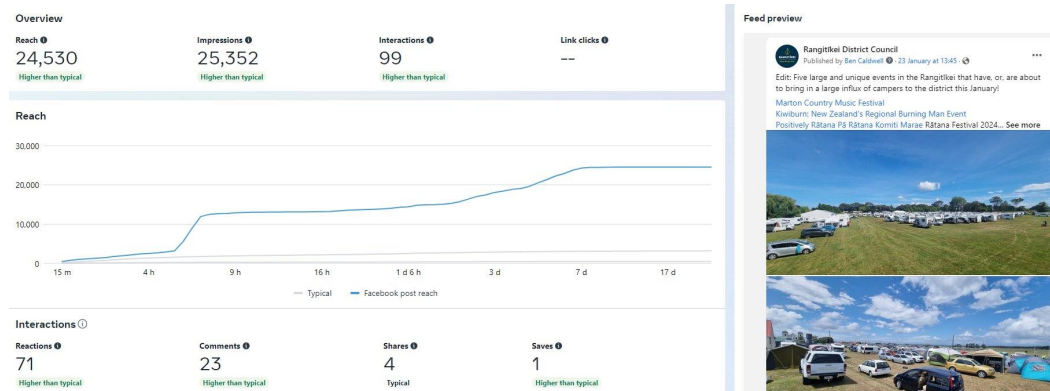 Overview
Reach
24,530
Higher than typical
Impressions
25,352
Higher than typical
Interactions
99
Higher than typical
Link clicks
--
Reach
30,000
20,000
10,000
0
15 m 4 h 9 h 16 h 1 d 6 h 3 d 7 d 17 d
Typical Facebook post reach
Interactions
Reactions
71
Higher than typical
Comments
23
Higher than typical
Shares
4
Typical
Saves
1
Higher than typical
Feed preview
Rangitīkei District Council
Published by Ben Caldwell · 23 January at 13:45 ·
Edit: Five large and unique events in the Rangitīkei that have, or, are about
to bring in a large influx of campers to the district this January!
Marton Country Music Festival
Kiwiburn: New Zealand's Regional Burning Man Event
Positively Rātana Pā Rātana Komiti Marae Rātana Festival 2024... See more